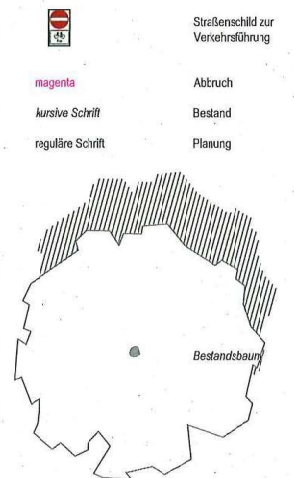 Straßenschild zur
Verkehrsführung
magenta Abbruch
kursive Schrift Bestand
reguläre Schrift Planung
Bestandsbaum